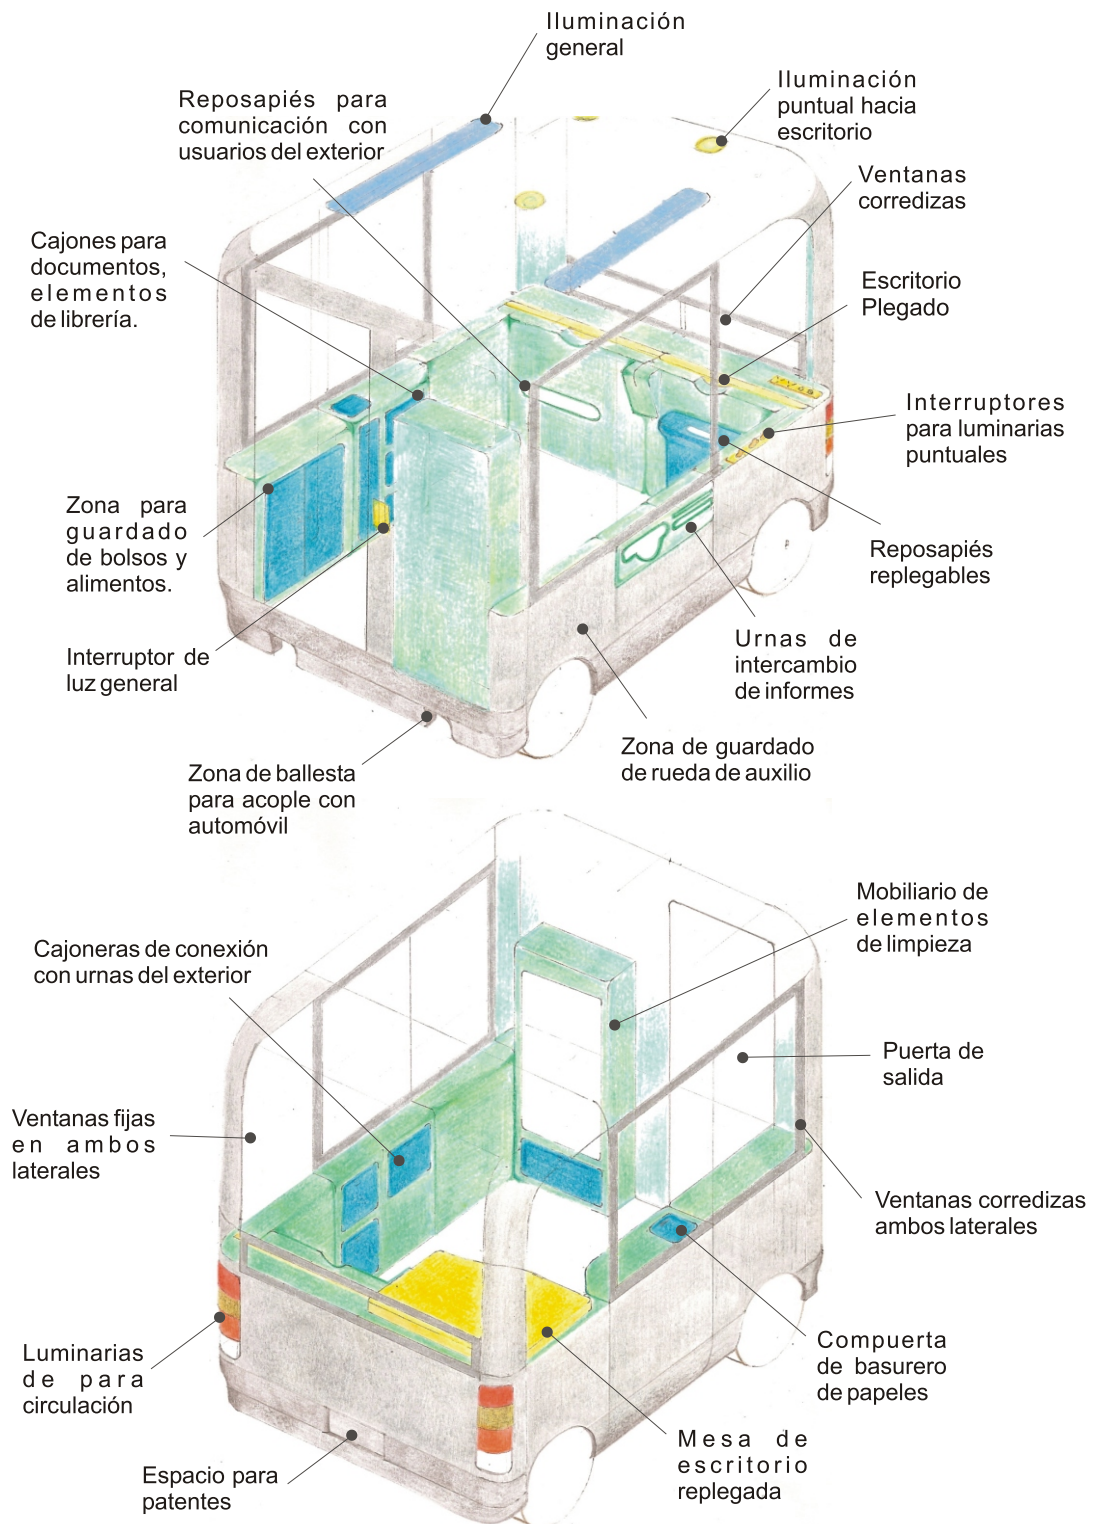 Iluminación
general
Iluminación
puntual hacia
escritorio
Reposapiés para
comunicación con
usuarios del exterior
Ventanas
corredizas
Cajones para
documentos,
elementos
de librería.
Escritorio
Plegado
Interruptores
para luminarias
puntuales
Zona para
guardado
de bolsos y
alimentos.
Reposapiés
replegables
Urnas de
intercambio
de informes
Interruptor de
luz general
Zona de guardado
de rueda de auxilio
Zona de ballesta
para acople con
automóvil
Mobiliario de
elementos
de limpieza
Cajoneras de conexión
con urnas del exterior
Puerta de
salida
Ventanas fijas
en ambos
laterales
Ventanas corredizas
ambos laterales
Compuerta
de basurero
de papeles
Luminarias
de para
circulación
Mesa de
escritorio
replegada
Espacio para
patentes